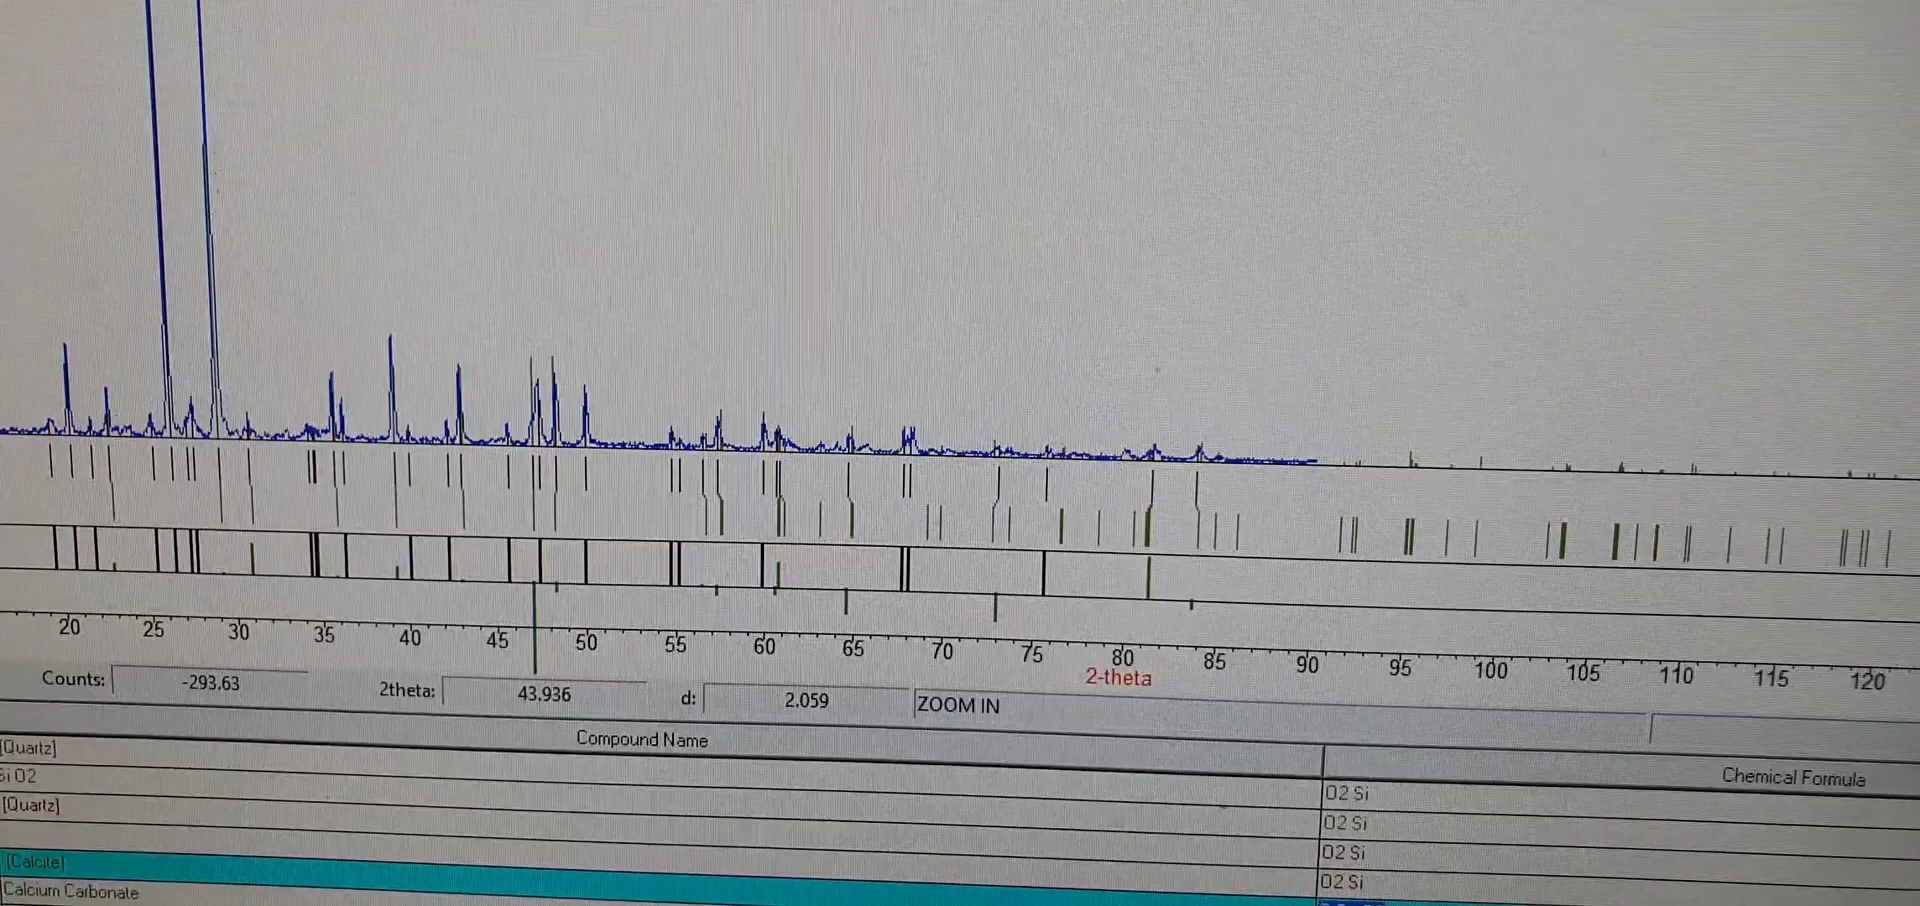 20 25 30 35 40 45 50 55 60 65 70 75 80 85 90 95 100 105 110 115 120
2-theta
Counts: -293.63 2theta: 43.936 d: 2.059 ZOOM IN
Compound Name Chemical Formula
[Quartz] O2 Si
Si O2 O2 Si
[Quartz] O2 Si
O2 Si
[Calcite]
Calcium Carbonate